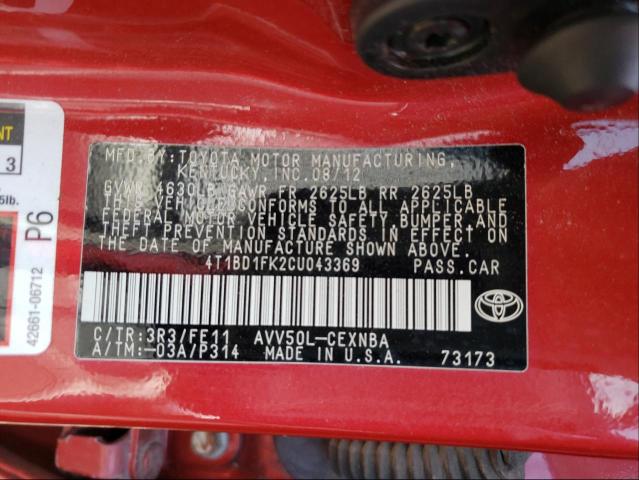 MFD. BY: TOYOTA MOTOR MANUFACTURING,
KENTUCKY, INC. 08/12
GVWR 4630LB GAWR FR 2625LB RR 2625LB
THIS VEHICLE CONFORMS TO ALL APPLICABLE
FEDERAL MOTOR VEHICLE SAFETY, BUMPER AND
THEFT PREVENTION STANDARDS IN EFFECT ON
THE DATE OF MANUFACTURE SHOWN ABOVE.
4T1BD1FK2CU043369 PASS. CAR
C/TR: 3R3/FE11 AVV50L-CEXNBA
A/TM: -03A/P314 MADE IN U.S.A. 73173
3
5lb.
P6
42661-06712